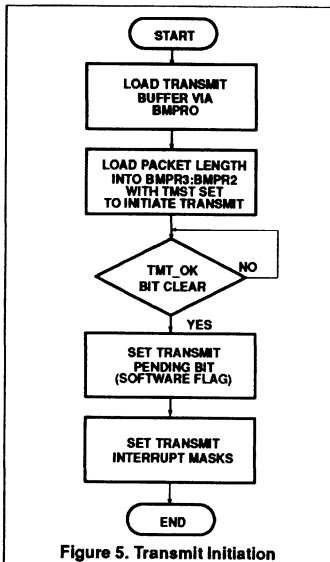 START
LOAD TRANSMIT
BUFFER VIA
BMPRO
LOAD PACKET LENGTH
INTO BMPR3:BMPR2
WITH TMST SET
TO INITIATE TRANSMIT
TMT_OK
BIT CLEAR
NO
YES
SET TRANSMIT
PENDING BIT
(SOFTWARE FLAG)
SET TRANSMIT
INTERRUPT MASKS
END
Figure 5. Transmit Initiation